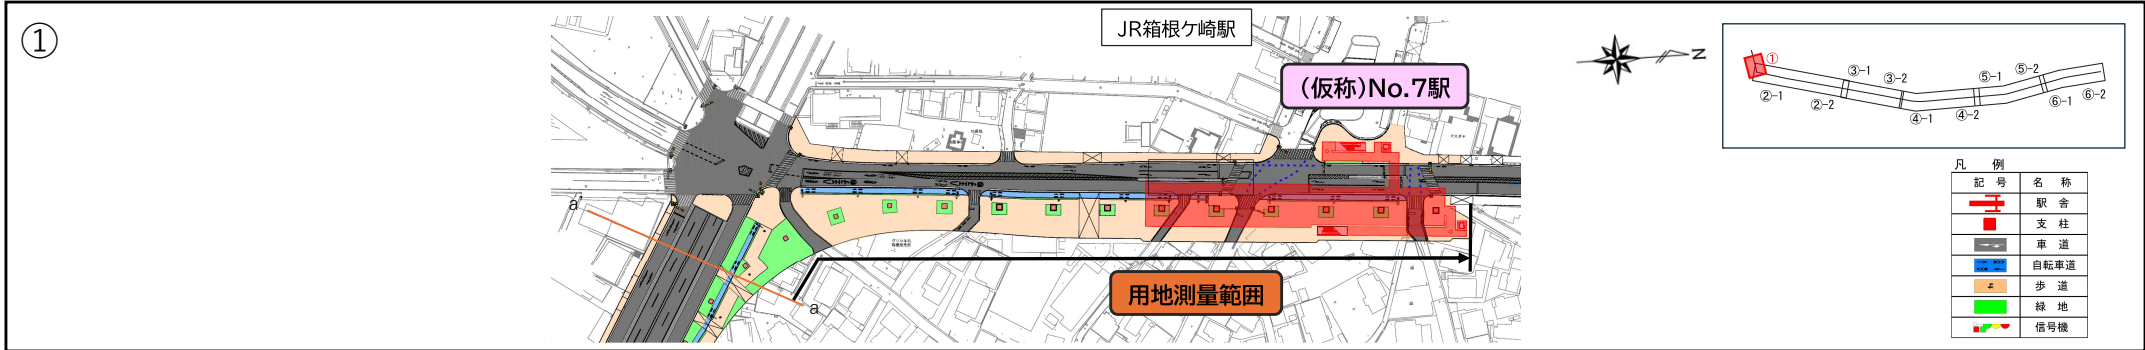 ①
JR箱根ケ崎駅
(仮称)No.7駅
用地測量範囲
a
a
N
①
②-1
②-2
③-1
③-2
④-1
④-2
⑤-1
⑤-2
⑥-1
⑥-2
凡 例
記 号 名 称
駅 舎
支 柱
車 道
自転車道
歩 道
緑 地
信号機